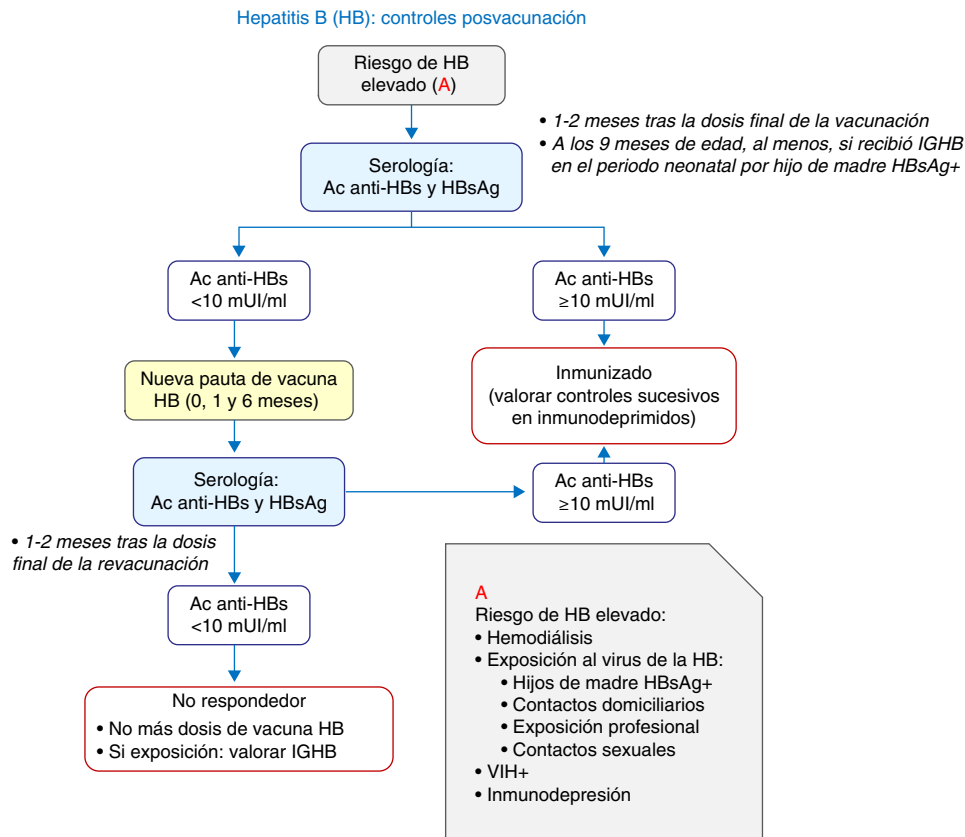 Hepatitis B (HB): controles posvacunación
Riesgo de HB
elevado (A)
• 1-2 meses tras la dosis final de la vacunación
• A los 9 meses de edad, al menos, si recibió IGHB
en el periodo neonatal por hijo de madre HBsAg+
Serología:
Ac anti-HBs y HBsAg
Ac anti-HBs
<10 mUI/ml
Ac anti-HBs
≥10 mUI/ml
Nueva pauta de vacuna
HB (0, 1 y 6 meses)
Inmunizado
(valorar controles sucesivos
en inmunodeprimidos)
Serología:
Ac anti-HBs y HBsAg
Ac anti-HBs
≥10 mUI/ml
• 1-2 meses tras la dosis
final de la revacunación
Ac anti-HBs
<10 mUI/ml
No respondedor
• No más dosis de vacuna HB
• Si exposición: valorar IGHB
A
Riesgo de HB elevado:
• Hemodiálisis
• Exposición al virus de la HB:
• Hijos de madre HBsAg+
• Contactos domiciliarios
• Exposición profesional
• Contactos sexuales
• VIH+
• Inmunodepresión